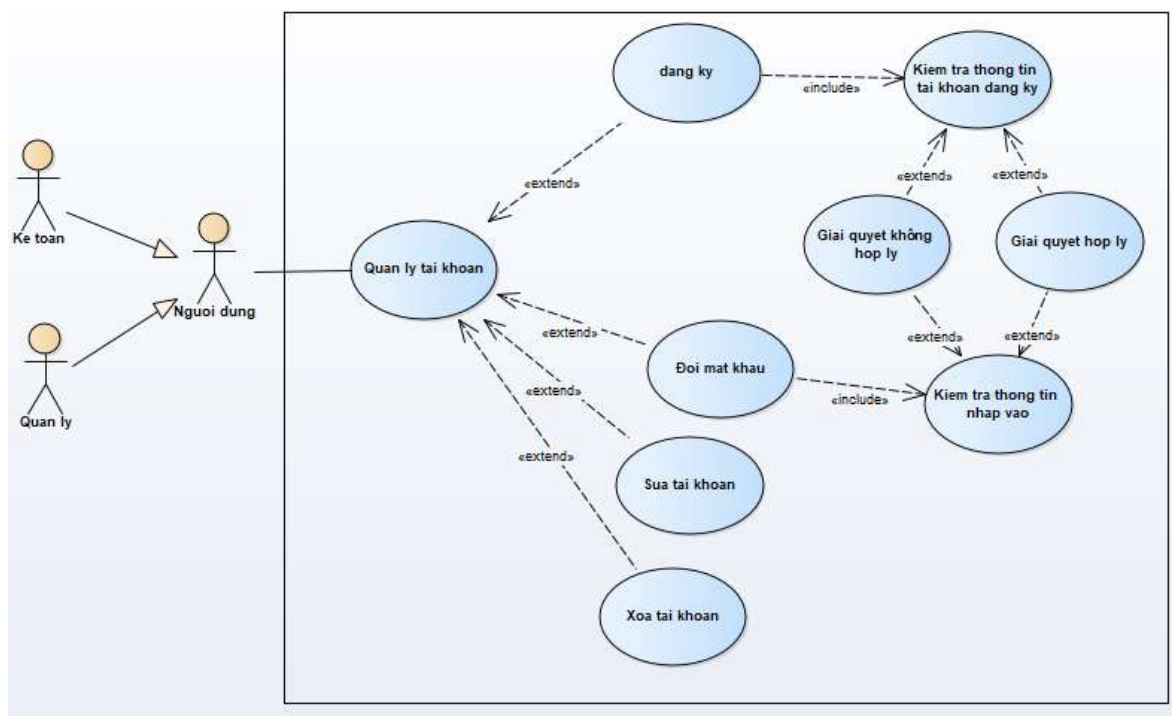 dang ky
Kiem tra thong tin
tai khoan dang ky
«include»
«extend»
«extend»
«extend»
Ke toan
Nguoi dung
Quan ly tai khoan
Giai quyet không
hop ly
Giai quyet hop ly
«extend»
«extend»
«extend»
Quan ly
Đoi mat khau
«include»
Kiem tra thong tin
nhap vao
«extend»
«extend»
Sua tai khoan
Xoa tai khoan